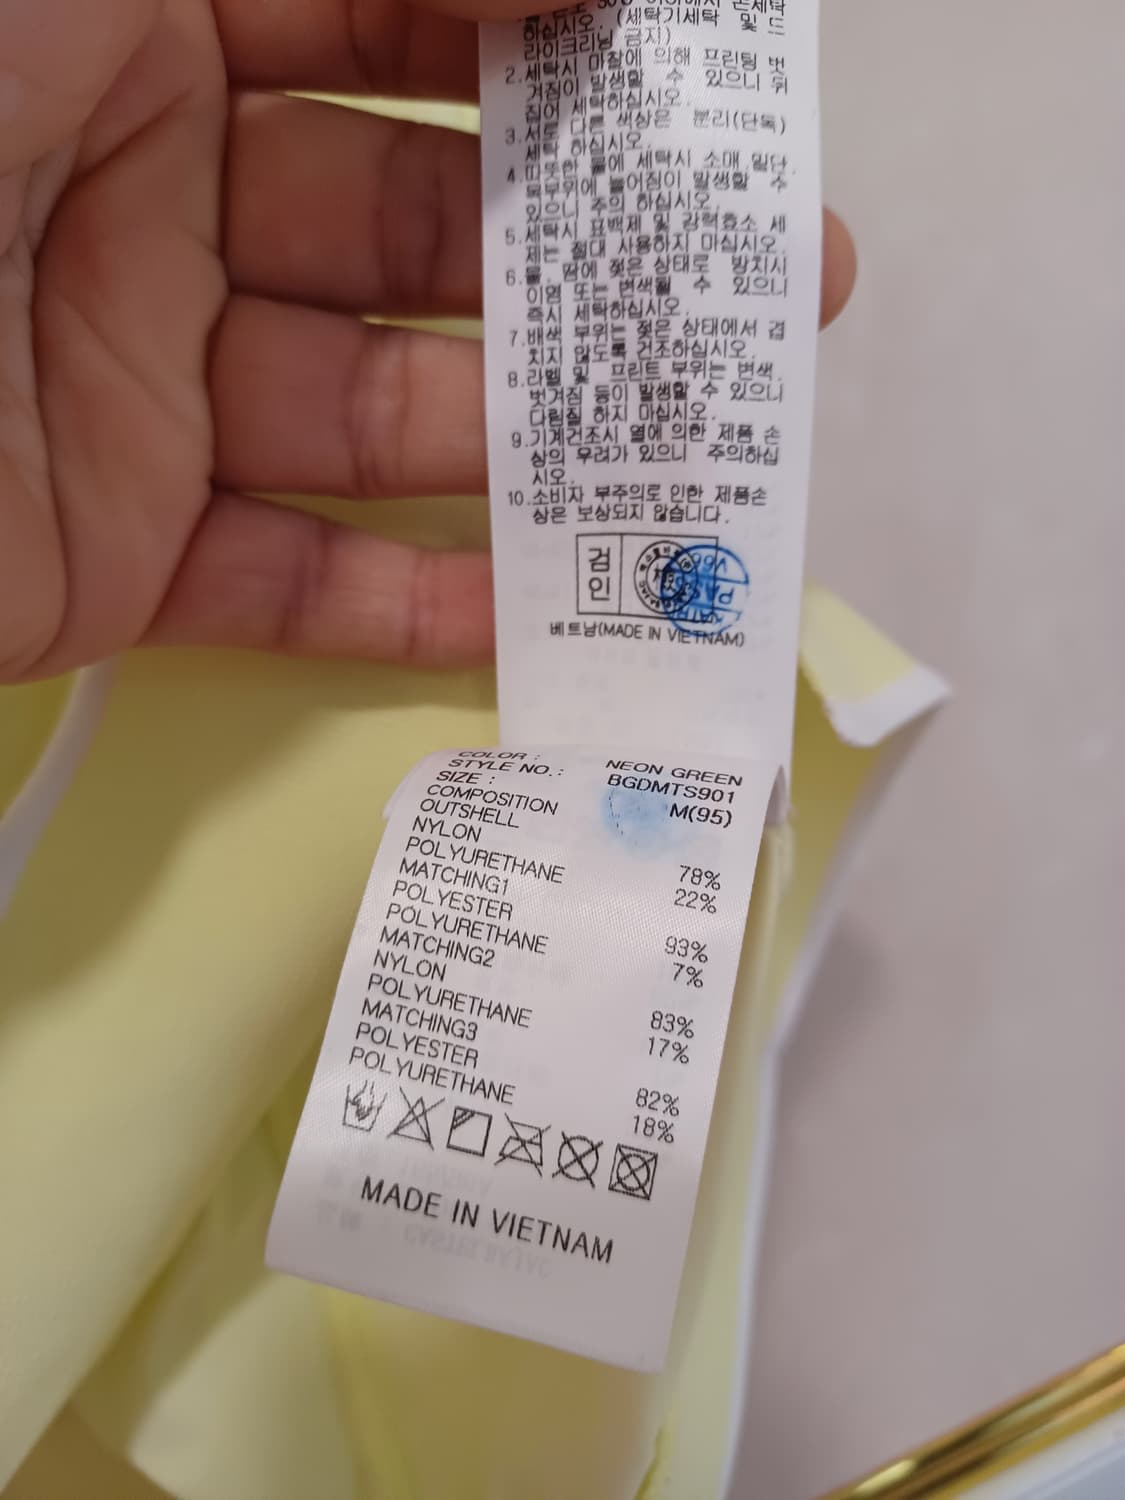 하십시오. (세탁기세탁 및 드
라이크리닝 금지)
2.세탁시 마찰에 의해 프린팅 벗
겨짐이 발생할 수 있으니 뒤
집어 세탁하십시오.
3.서로 다른 색상은 분리(단독)
세탁 하십시오.
4.따뜻한 물에 세탁시 소매,밑단,
목부위에 늘어짐이 발생할 수
있으니 주의 하십시오.
5.세탁시 표백제 및 강력효소 세
제는 절대 사용하지 마십시오.
6.물, 땀에 젖은 상태로 방치시
이염 또는 변색될 수 있으니
즉시 세탁하십시오.
7.배색 부위는 젖은 상태에서 겹
치지 않도록 건조하십시오.
8.라벨 및 프린트 부위는 변색,
벗겨짐 등이 발생할 수 있으니
다림질 하지 마십시오.
9.기계건조시 열에 의한 제품 손
상의 우려가 있으니 주의하십
시오.
10.소비자 부주의로 인한 제품손
상은 보상되지 않습니다.
검인
베트남(MADE IN VIETNAM)
COLOR : NEON GREEN
STYLE NO.: BGDMTS901
SIZE : M(95)
COMPOSITION
OUTSHELL
NYLON 78%
POLYURETHANE 22%
MATCHING1
POLYESTER 93%
POLYURETHANE 7%
MATCHING2
NYLON 83%
POLYURETHANE 17%
MATCHING3
POLYESTER 82%
POLYURETHANE 18%
MADE IN VIETNAM